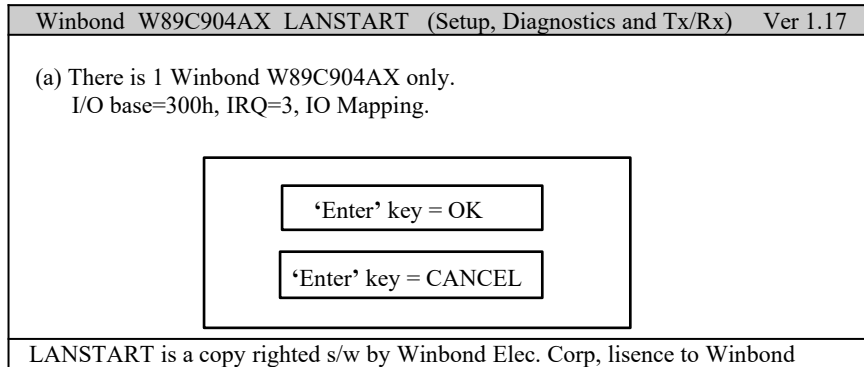 Winbond W89C904AX LANSTART (Setup, Diagnostics and Tx/Rx) Ver 1.17
(a) There is 1 Winbond W89C904AX only.
I/O base=300h, IRQ=3, IO Mapping.
‘Enter’ key = OK
‘Enter’ key = CANCEL
LANSTART is a copy righted s/w by Winbond Elec. Corp, lisence to Winbond